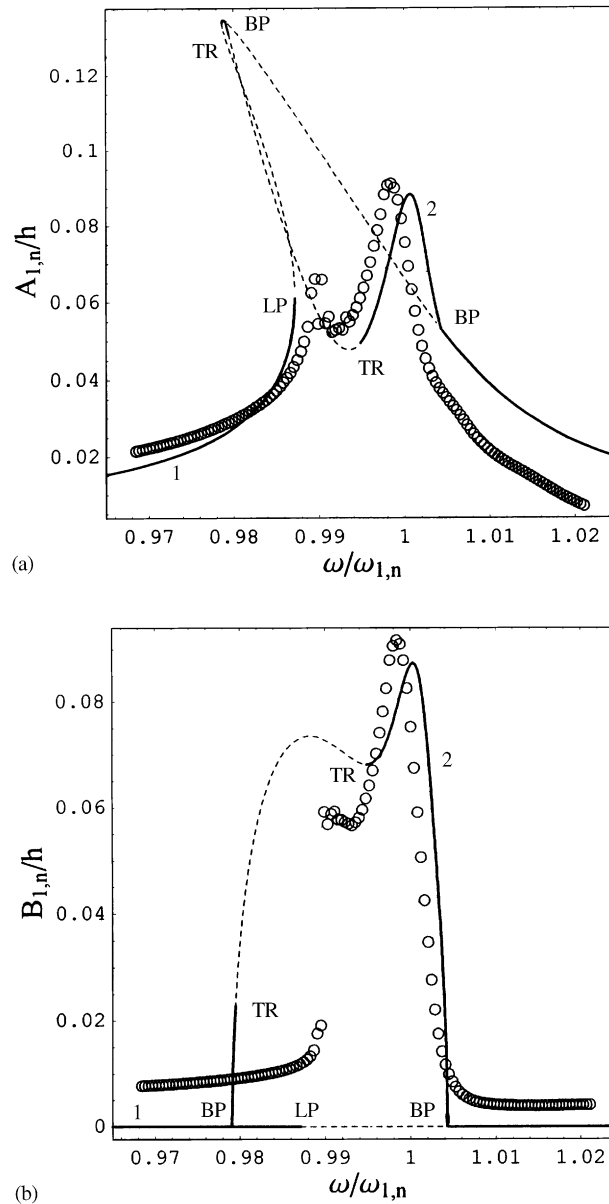 BP
TR
0.12
0.1
2
0.08
A1,n/h
LP
0.06
BP
TR
0.04
1
0.02
0.97 0.98 0.99 1 1.01 1.02
(a)
ω/ω1,n
0.08
2
TR
0.06
B1,n/h
0.04
TR
0.02
1 BP LP BP
0
0.97 0.98 0.99 1 1.01 1.02
(b)
ω/ω1,n